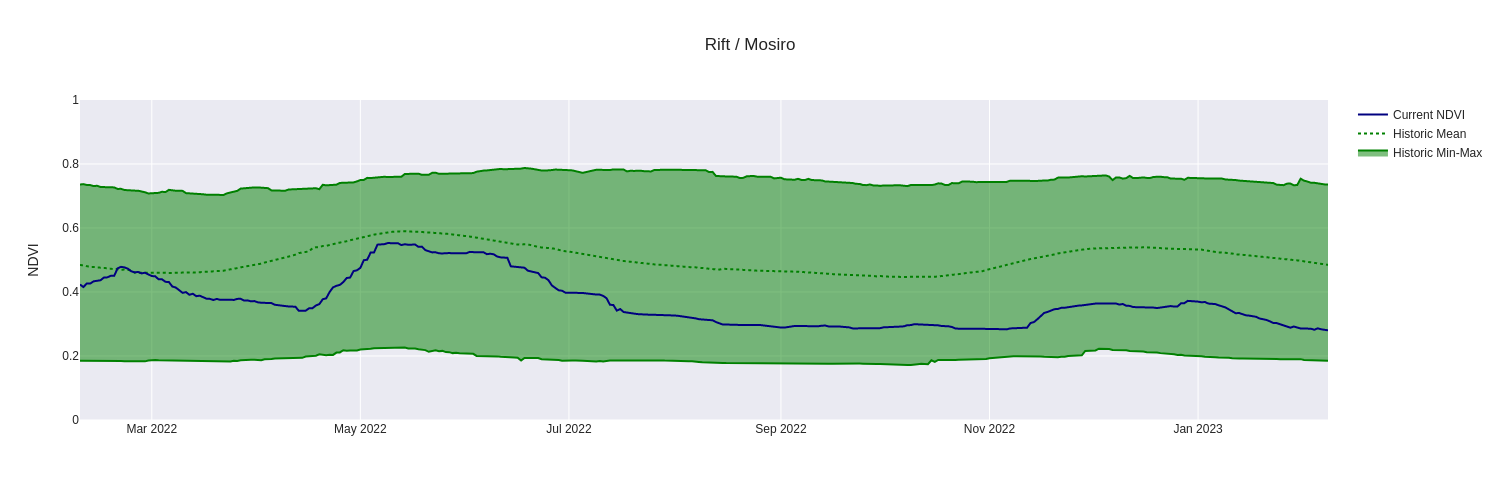 Rift / Mosiro
NDVI
1
0.8
0.6
0.4
0.2
0
Mar 2022
May 2022
Jul 2022
Sep 2022
Nov 2022
Jan 2023
Current NDVI
Historic Mean
Historic Min-Max